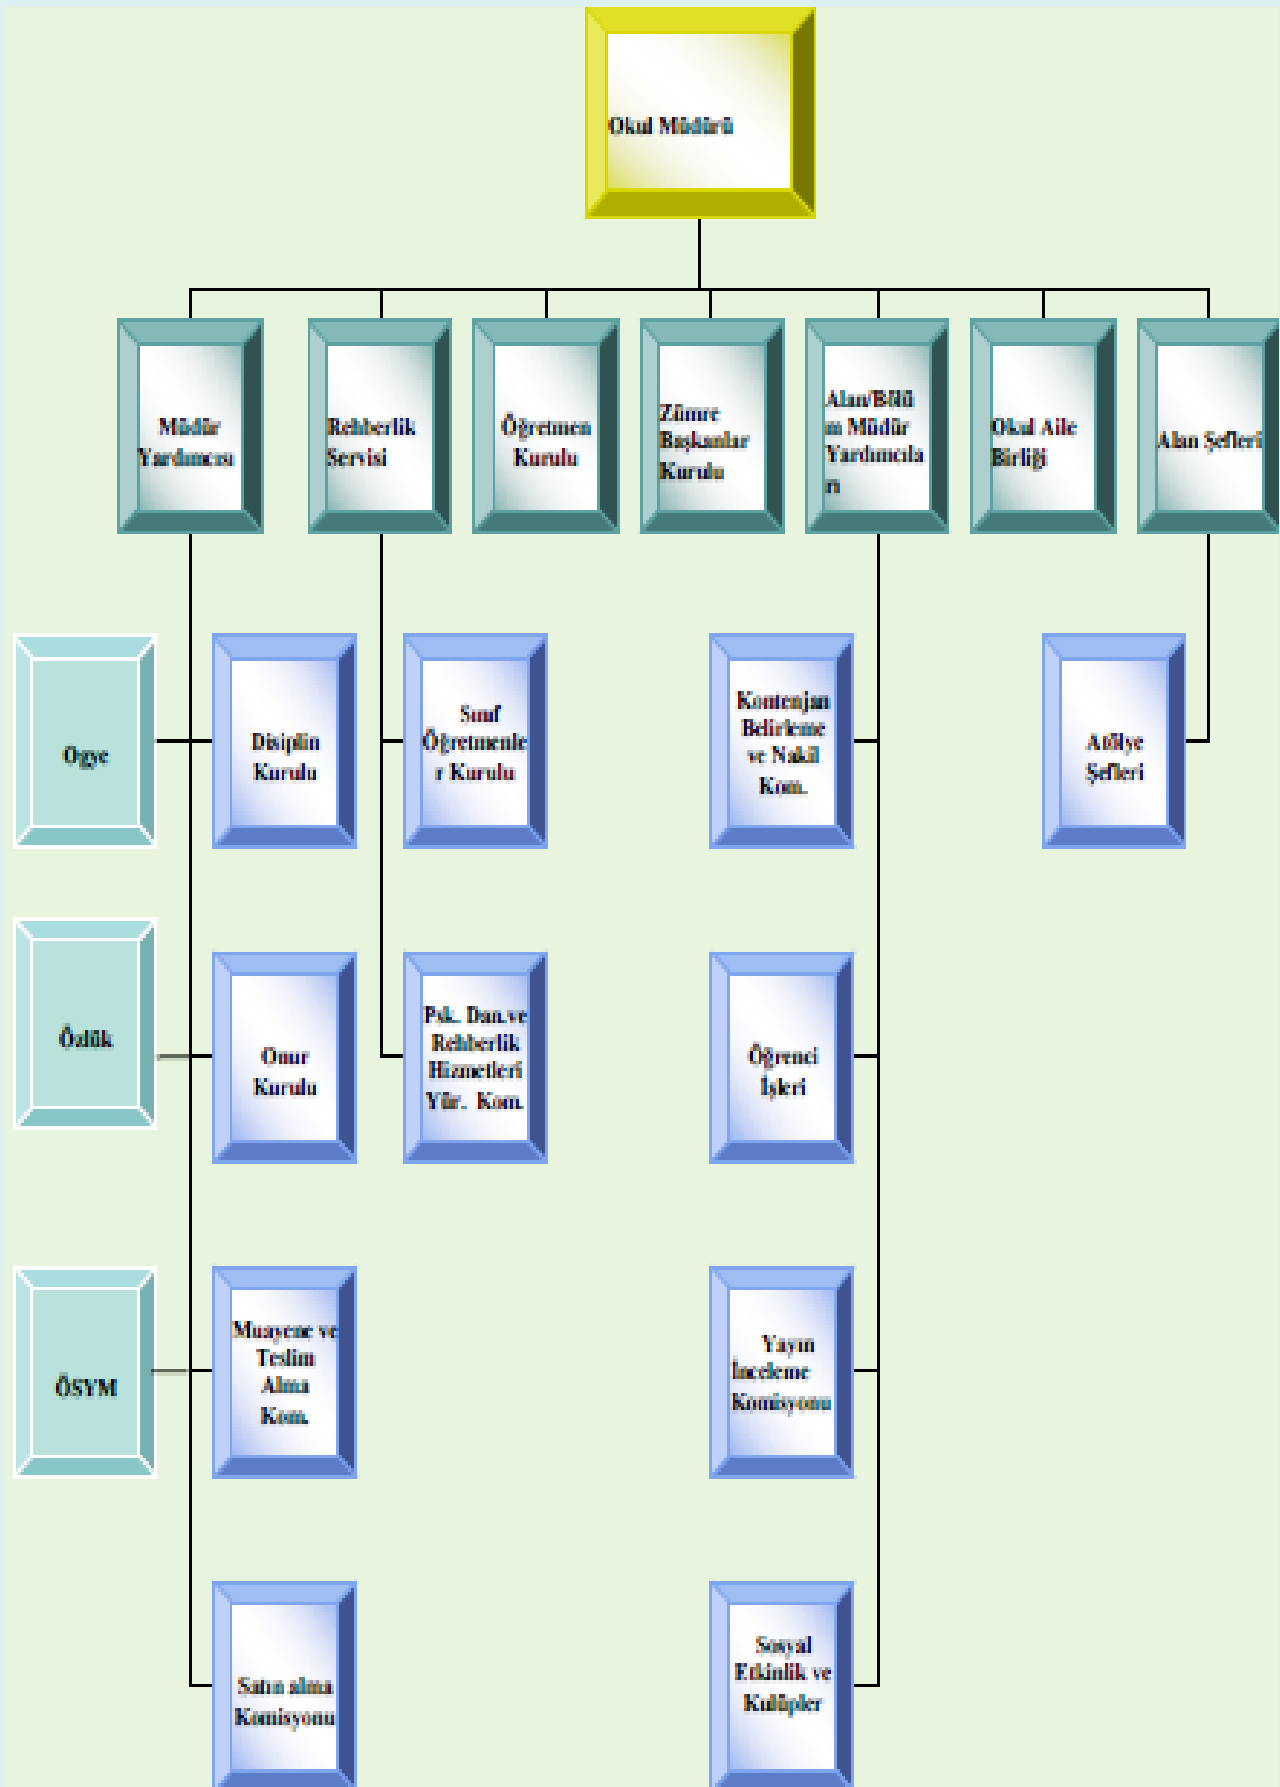 Okul Müdürü
Müdür
Yardımcısı
Rehberlik
Servisi
Öğretmen
Kurulu
Zümre
Başkanlar
Kurulu
Alan/Bölü
m Müdür
Yardımcıla
rı
Okul Aile
Birliği
Alan Şefleri
Ogye
Disiplin
Kurulu
Sınıf
Öğretmenle
r Kurulu
Kontenjan
Belirleme
ve Nakil
Kom.
Atölye
Şefleri
Özlük
Onur
Kurulu
Psk. Dan.ve
Rehberlik
Hizmetleri
Yür. Kom.
Öğrenci
İşleri
ÖSYM
Muayene ve
Teslim
Alma
Kom.
Yayın
İnceleme
Komisyonu
Satın alma
Komisyonu
Sosyal
Etkinlik ve
Kulüpler